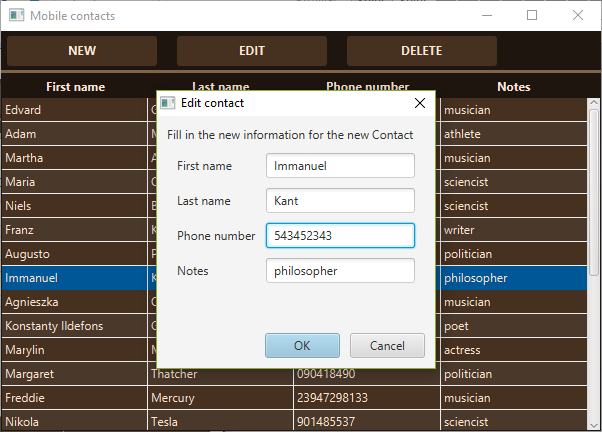 Mobile contacts
NEW EDIT DELETE
First name Last name Phone number Notes
Edvard musician
Adam athlete
Martha musician
Maria sciencist
Niels sciencist
Franz writer
Augusto politician
Immanuel philosopher
Agnieszka musician
Konstanty Ildefons poet
Marylin actress
Margaret Thatcher 090418490 politician
Freddie Mercury 23947298133 musician
Nikola Tesla 901485537 sciencist
Edit contact
Fill in the new information for the new Contact
First name Immanuel
Last name Kant
Phone number 543452343
Notes philosopher
OK Cancel